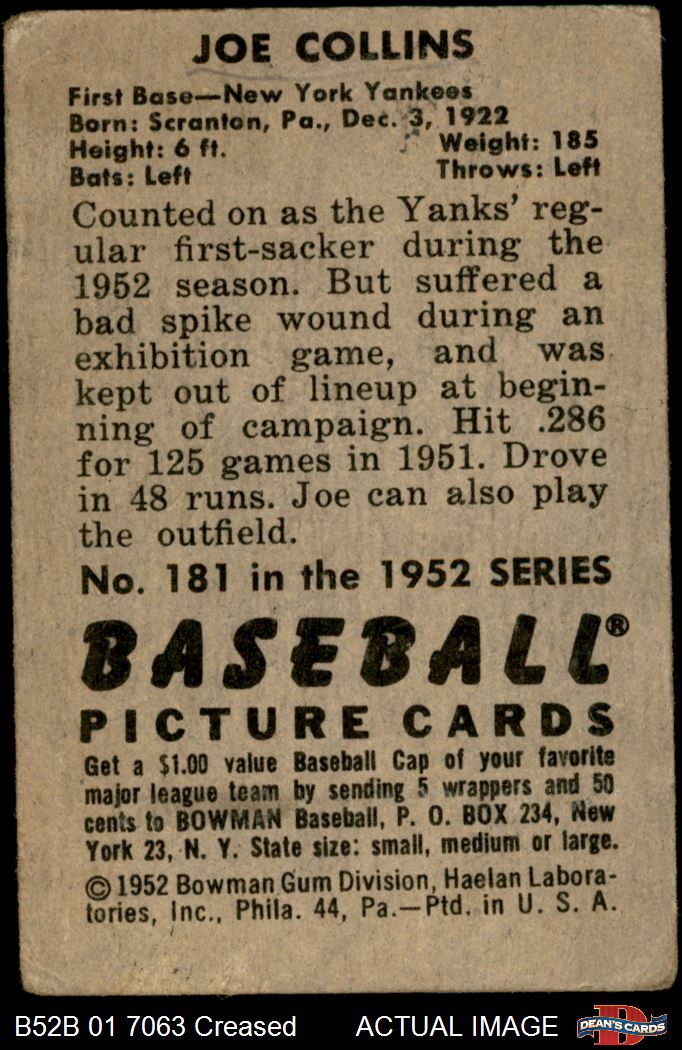 JOE COLLINS
First Base—New York Yankees
Born: Scranton, Pa., Dec. 3, 1922
Height: 6 ft. Weight: 185
Bats: Left Throws: Left
Counted on as the Yanks' reg-
ular first-sacker during the
1952 season. But suffered a
bad spike wound during an
exhibition game, and was
kept out of lineup at begin-
ning of campaign. Hit .286
for 125 games in 1951. Drove
in 48 runs. Joe can also play
the outfield.
No. 181 in the 1952 SERIES
BASEBALL®
PICTURE CARDS
Get a $1.00 value Baseball Cap of your favorite
major league team by sending 5 wrappers and 50
cents to BOWMAN Baseball, P. O. BOX 234, New
York 23, N. Y. State size: small, medium or large.
©1952 Bowman Gum Division, Haelan Labora-
tories, Inc., Phila. 44, Pa.—Ptd. in U. S. A.
B52B 01 7063 Creased ACTUAL IMAGE
D
DEAN'S CARDS